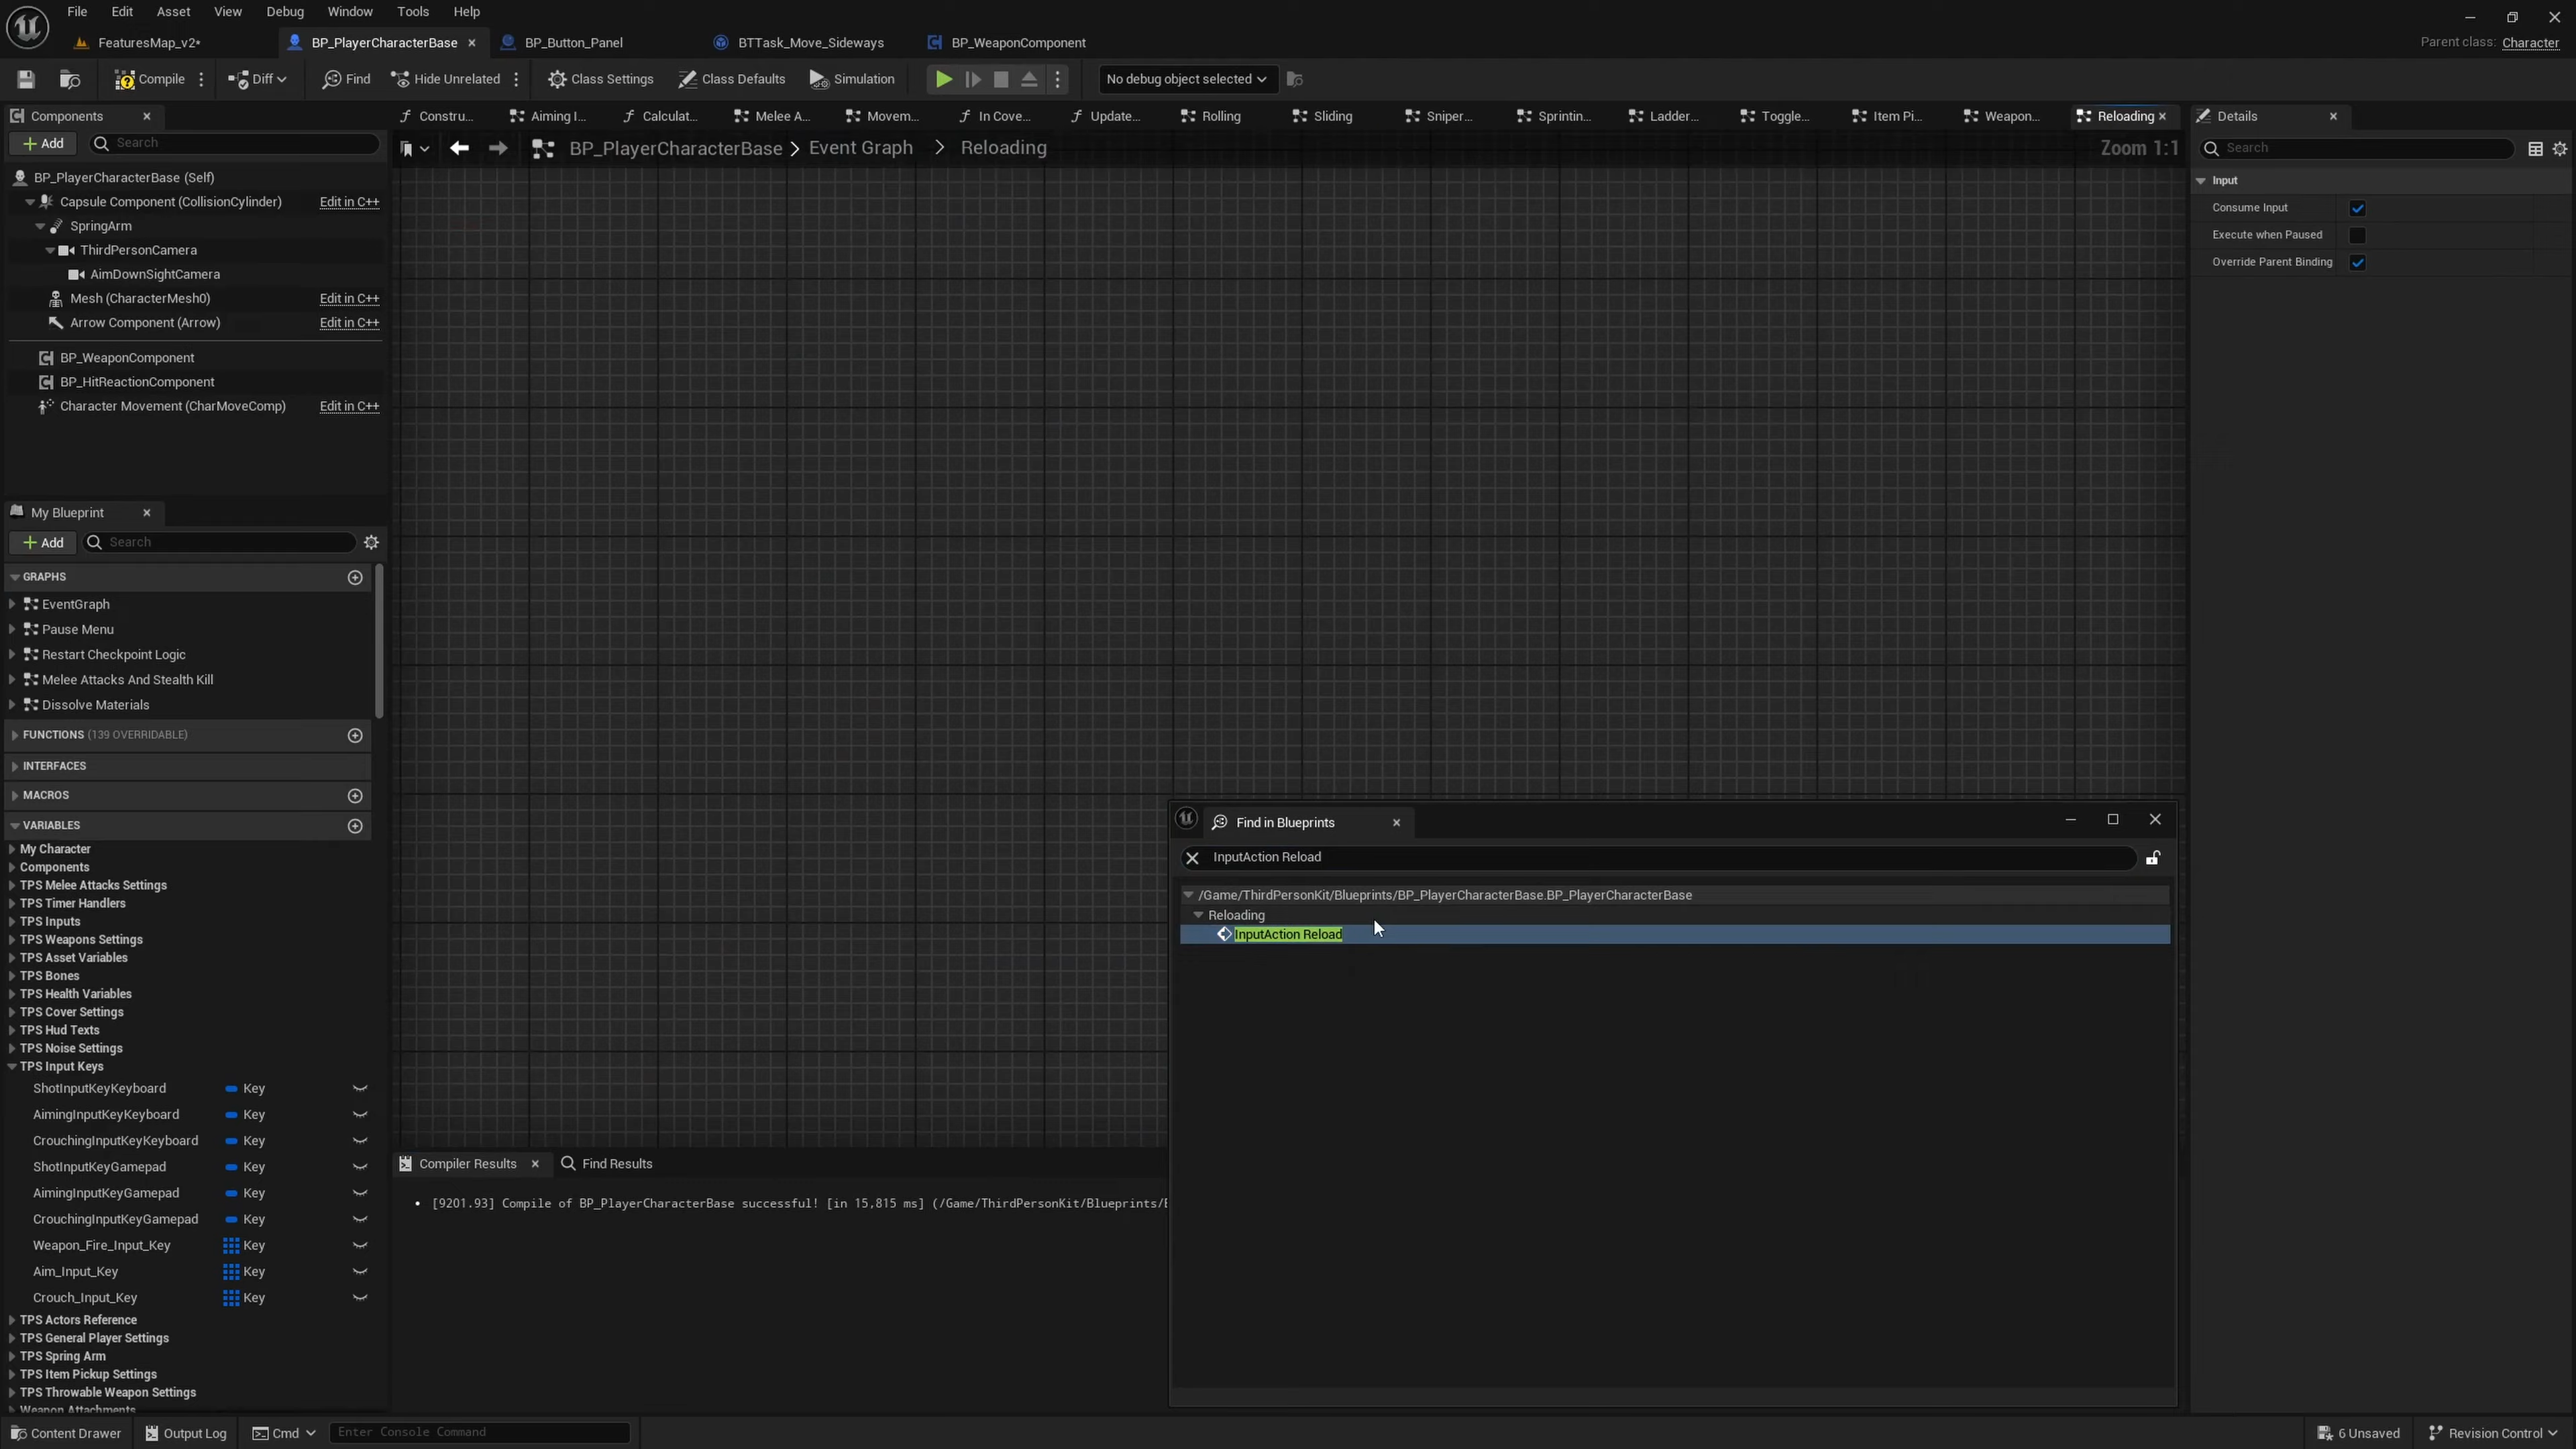 File Edit Asset View Debug Window Tools Help
FeaturesMap_v2* BP_PlayerCharacterBase BP_Button_Panel BTTask_Move_Sideways BP_WeaponComponent Parent class: Character
Compile Diff Find Hide Unrelated Class Settings Class Defaults Simulation No debug object selected
Components
Add Search
BP_PlayerCharacterBase (Self)
Capsule Component (CollisionCylinder) Edit in C++
SpringArm
ThirdPersonCamera
AimDownSightCamera
Mesh (CharacterMesh0) Edit in C++
Arrow Component (Arrow) Edit in C++
BP_WeaponComponent
BP_HitReactionComponent
Character Movement (CharMoveComp) Edit in C++
My Blueprint
Add Search
GRAPHS
EventGraph
Pause Menu
Restart Checkpoint Logic
Melee Attacks And Stealth Kill
Dissolve Materials
FUNCTIONS (139 OVERRIDABLE)
INTERFACES
MACROS
VARIABLES
My Character
Components
TPS Melee Attacks Settings
TPS Timer Handlers
TPS Inputs
TPS Weapons Settings
TPS Asset Variables
TPS Bones
TPS Health Variables
TPS Cover Settings
TPS Hud Texts
TPS Noise Settings
TPS Input Keys
ShotInputKeyKeyboard Key
AimingInputKeyKeyboard Key
CrouchingInputKeyKeyboard Key
ShotInputKeyGamepad Key
AimingInputKeyGamepad Key
CrouchingInputKeyGamepad Key
Weapon_Fire_Input_Key Key
Aim_Input_Key Key
Crouch_Input_Key Key
TPS Actors Reference
TPS General Player Settings
TPS Spring Arm
TPS Item Pickup Settings
TPS Throwable Weapon Settings
Weapon Attachments
Constru... Aiming I... Calculat... Melee A... Movem... In Cove... Update... Rolling Sliding Sniper... Sprintin... Ladder... Toggle... Item Pi... Weapon... Reloading
BP_PlayerCharacterBase > Event Graph > Reloading Zoom 1:1
Compiler Results Find Results
• [9201.93] Compile of BP_PlayerCharacterBase successful! [in 15,815 ms] (/Game/ThirdPersonKit/Blueprints/
Find in Blueprints
InputAction Reload
/Game/ThirdPersonKit/Blueprints/BP_PlayerCharacterBase.BP_PlayerCharacterBase
Reloading
InputAction Reload
Details
Search
Input
Consume Input
Execute when Paused
Override Parent Binding
Content Drawer Output Log Cmd Enter Console Command 6 Unsaved Revision Control